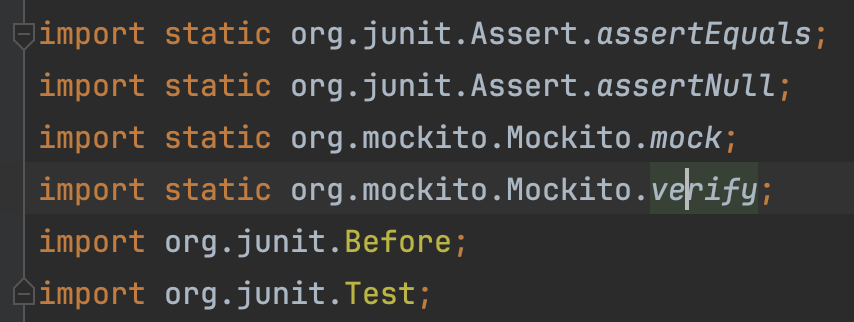 import static org.junit.Assert.assertEquals;
import static org.junit.Assert.assertNull;
import static org.mockito.Mockito.mock;
import static org.mockito.Mockito.verify;
import org.junit.Before;
import org.junit.Test;